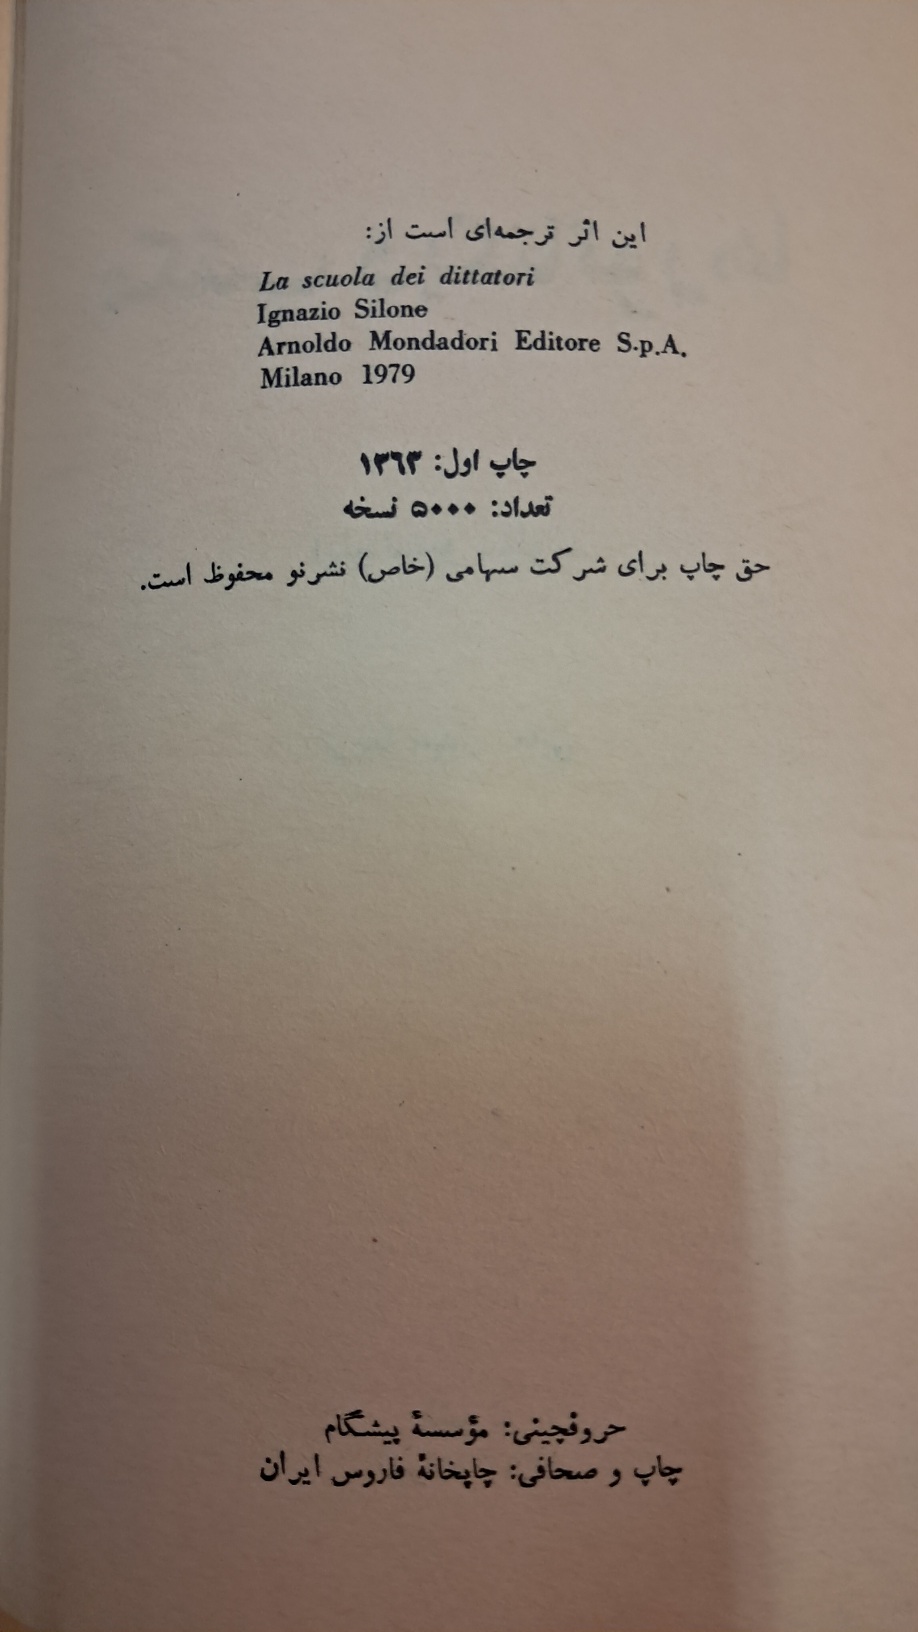 این اثر ترجمه‌ای است از:
La scuola dei dittatori
Ignazio Silone
Arnoldo Mondadori Editore S.p.A.
Milano 1979
چاپ اول: ۱۳۶۳
تعداد: ۵۰۰۰ نسخه
حق چاپ برای شرکت سهامی (خاص) نشرنو محفوظ است.
حروفچینی: مؤسسهٔ پیشگام
چاپ و صحافی: چاپخانهٔ فاروس ایران